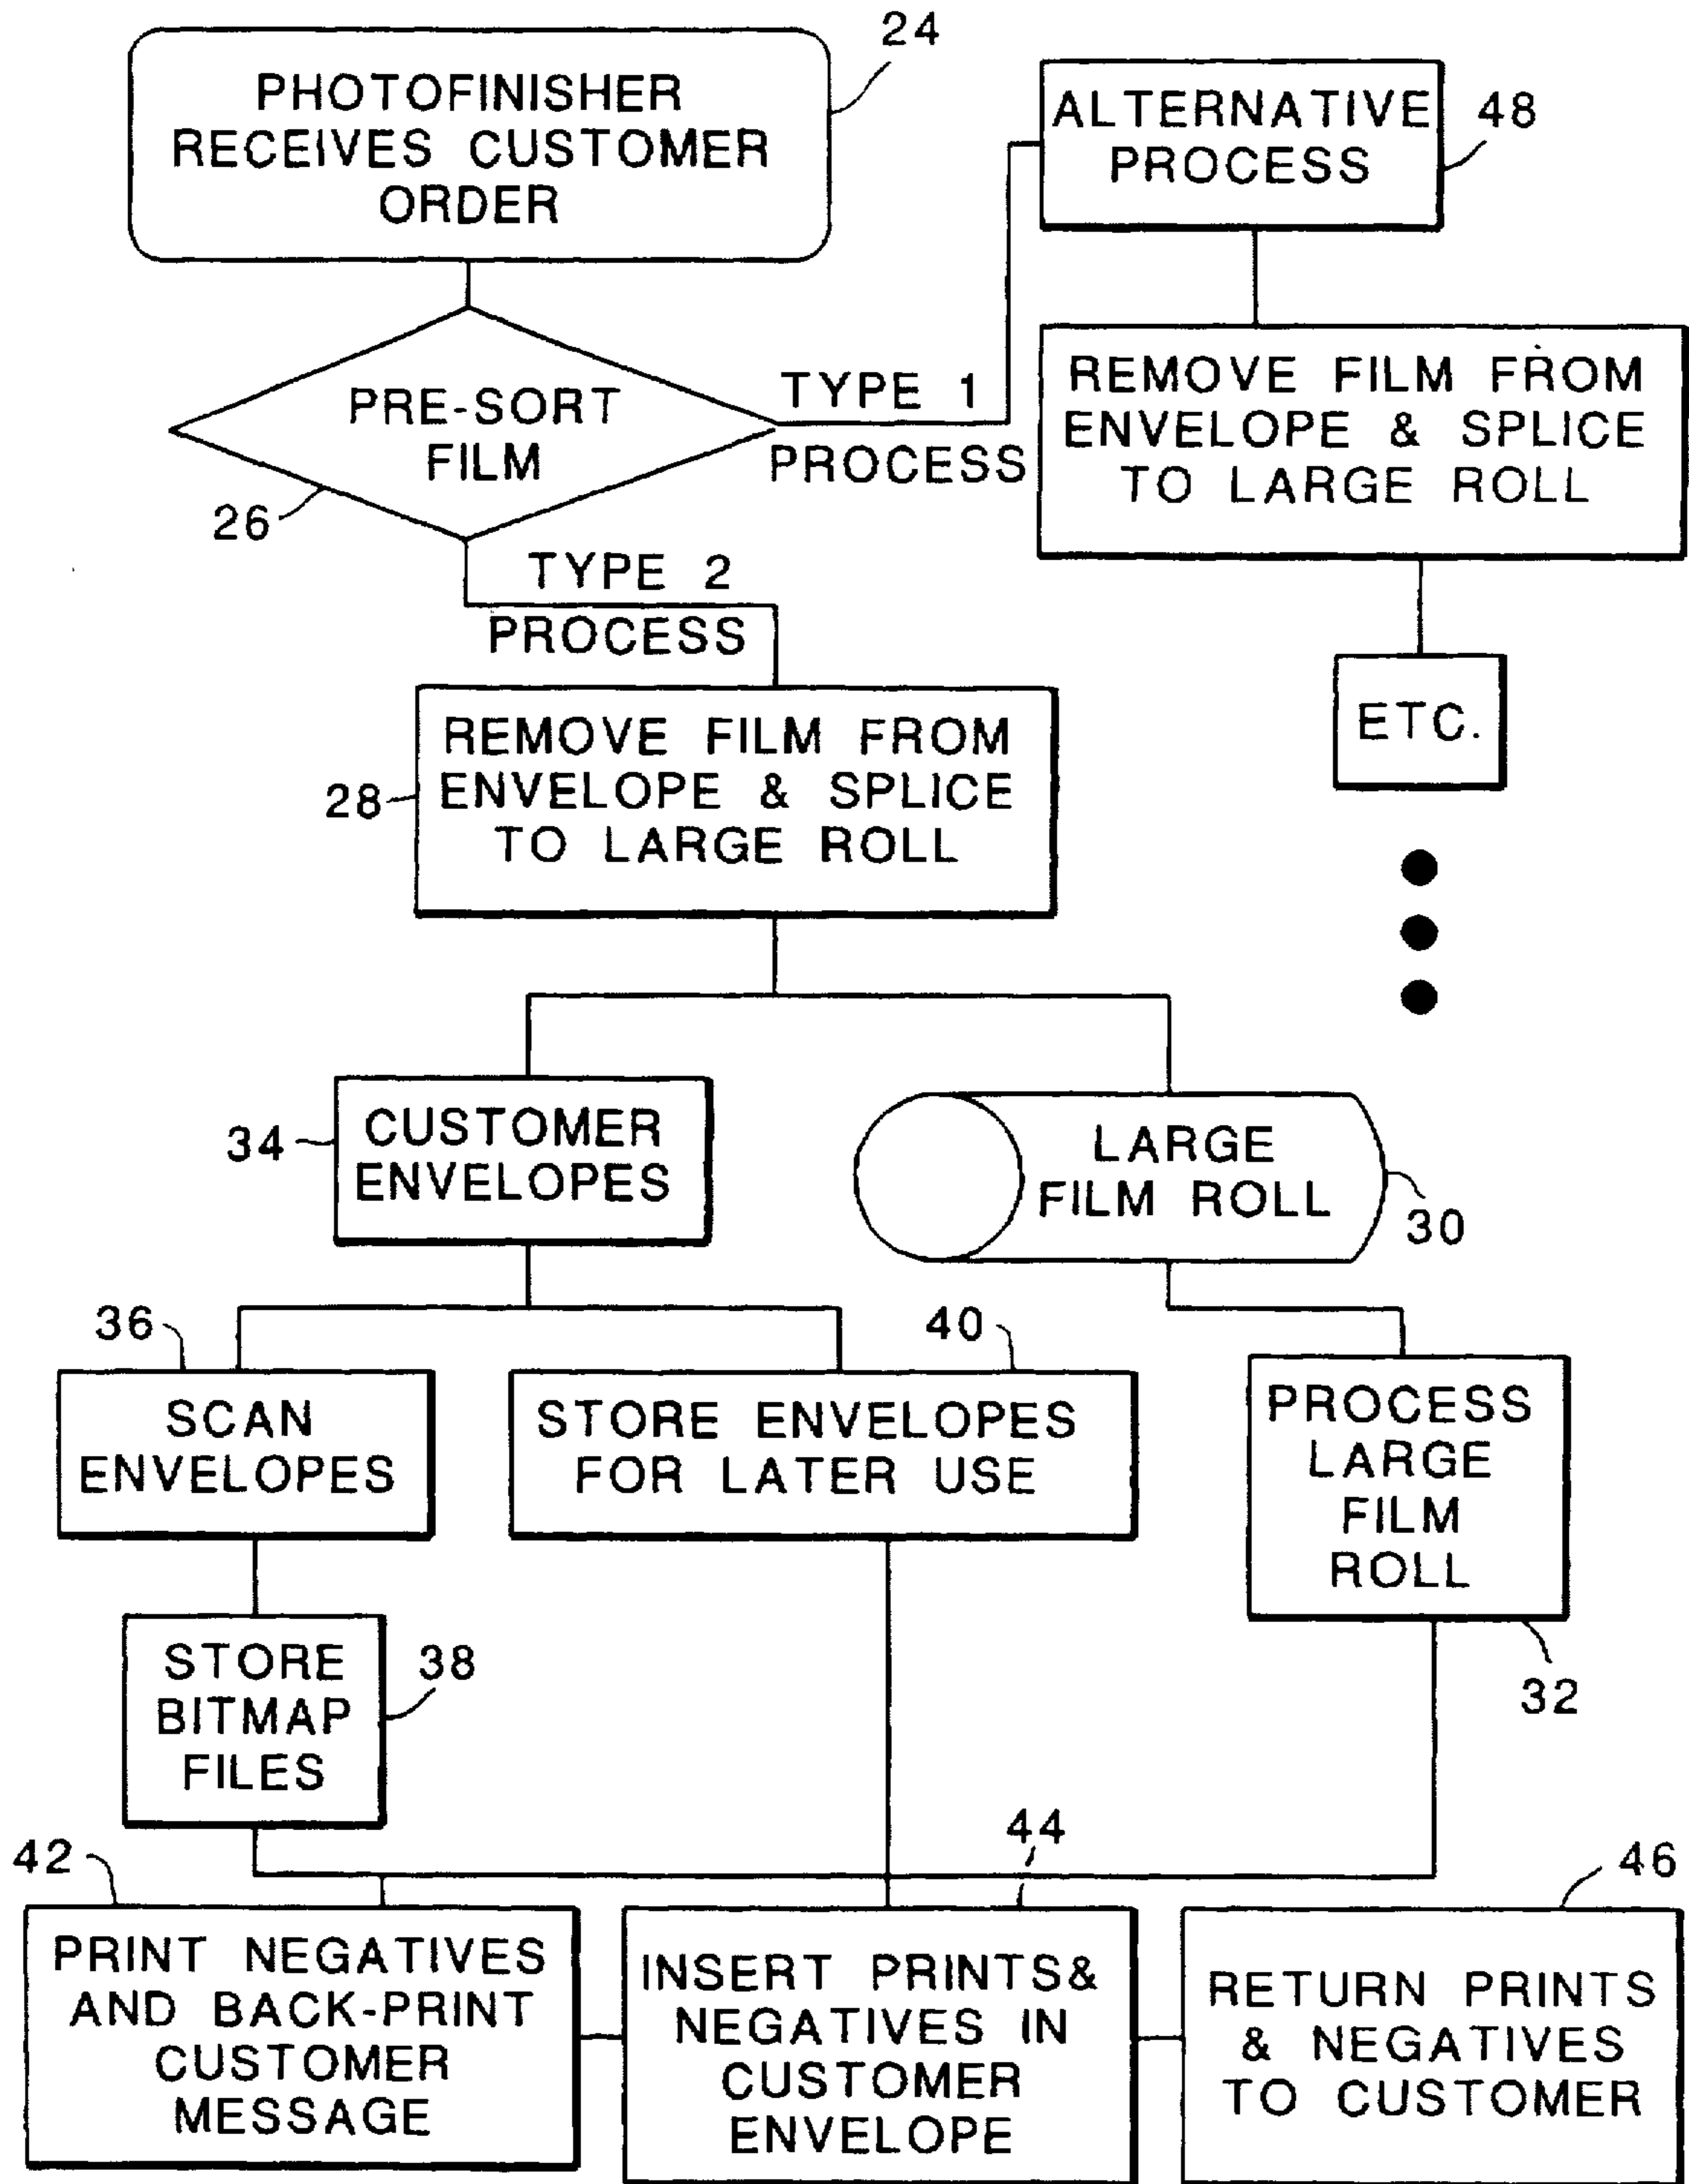 24
PHOTOFINISHER
RECEIVES CUSTOMER
ORDER
ALTERNATIVE
PROCESS
48
PRE-SORT
FILM
26
TYPE 1
PROCESS
REMOVE FILM FROM
ENVELOPE & SPLICE
TO LARGE ROLL
TYPE 2
PROCESS
ETC.
28
REMOVE FILM FROM
ENVELOPE & SPLICE
TO LARGE ROLL
34
CUSTOMER
ENVELOPES
LARGE
FILM ROLL
30
36
SCAN
ENVELOPES
40
STORE ENVELOPES
FOR LATER USE
PROCESS
LARGE
FILM
ROLL
32
STORE
BITMAP
FILES
38
42
PRINT NEGATIVES
AND BACK-PRINT
CUSTOMER
MESSAGE
44
INSERT PRINTS&
NEGATIVES IN
CUSTOMER
ENVELOPE
46
RETURN PRINTS
& NEGATIVES
TO CUSTOMER